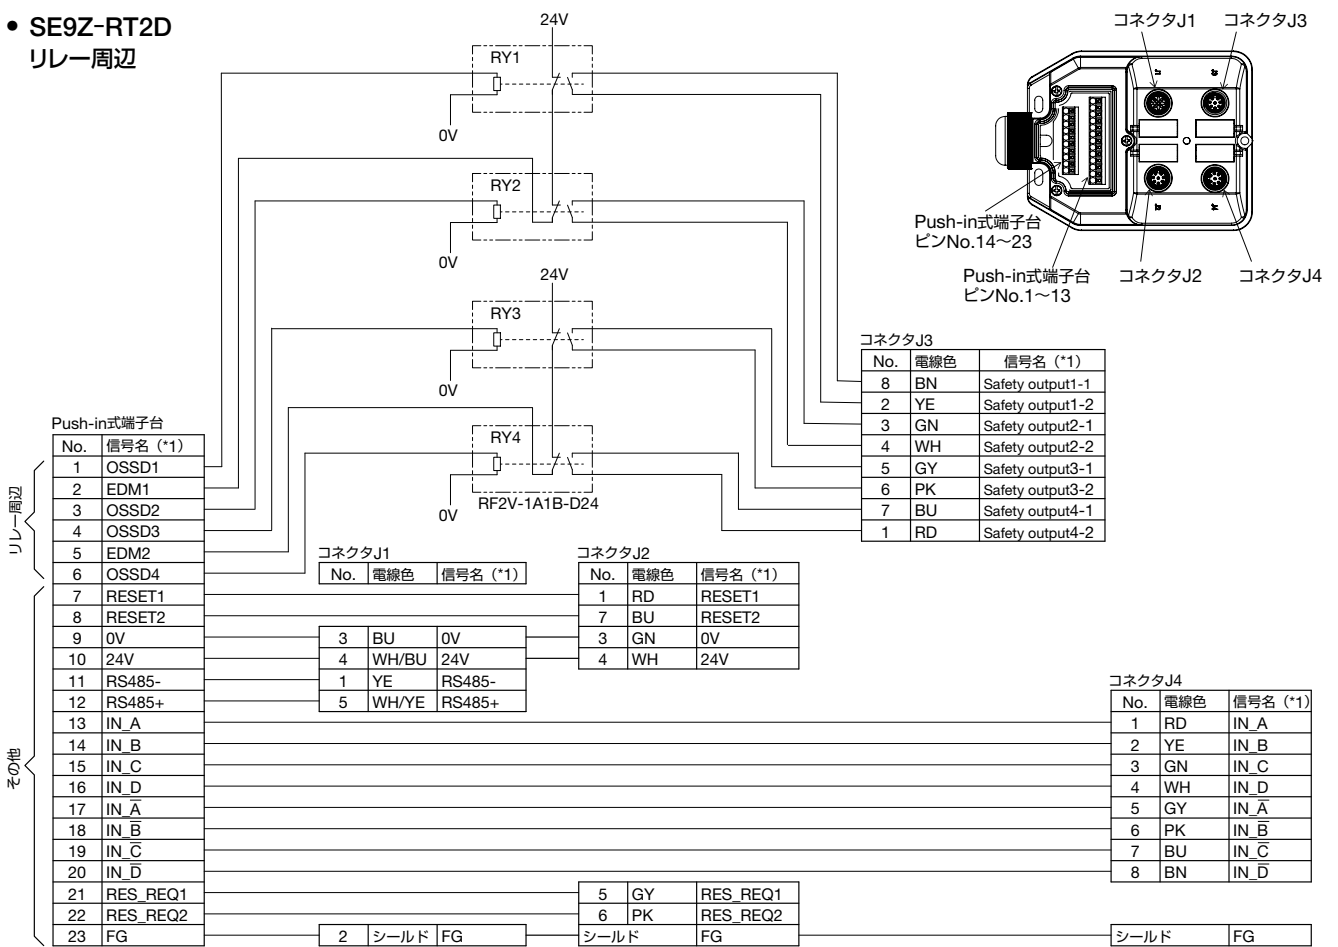 ● SE9Z-RT2D
リレー周辺
24V
RY1
0V
RY2
0V
24V
RY3
0V
RY4
RF2V-1A1B-D24
0V
コネクタJ1 コネクタJ3
J1 J3
J2 J4
Push-in式端子台
ピンNo.14～23
Push-in式端子台
ピンNo.1～13
コネクタJ2 コネクタJ4
コネクタJ3
No. 電線色 信号名（*1）
8 BN Safety output1-1
2 YE Safety output1-2
3 GN Safety output2-1
4 WH Safety output2-2
5 GY Safety output3-1
6 PK Safety output3-2
7 BU Safety output4-1
1 RD Safety output4-2
リレー周辺
その他
Push-in式端子台
No. 信号名（*1）
1 OSSD1
2 EDM1
3 OSSD2
4 OSSD3
5 EDM2
6 OSSD4
7 RESET1
8 RESET2
9 0V
10 24V
11 RS485-
12 RS485+
13 IN_A
14 IN_B
15 IN_C
16 IN_D
17 IN_A̅
18 IN_B̅
19 IN_C̅
20 IN_D̅
21 RES_REQ1
22 RES_REQ2
23 FG
コネクタJ1
No. 電線色 信号名（*1）
3 BU 0V
4 WH/BU 24V
1 YE RS485-
5 WH/YE RS485+
2 シールド FG
コネクタJ2
No. 電線色 信号名（*1）
1 RD RESET1
7 BU RESET2
3 GN 0V
4 WH 24V
5 GY RES_REQ1
6 PK RES_REQ2
シールド FG
コネクタJ4
No. 電線色 信号名（*1）
1 RD IN_A
2 YE IN_B
3 GN IN_C
4 WH IN_D
5 GY IN_A̅
6 PK IN_B̅
7 BU IN_C̅
8 BN IN_D̅
シールド FG